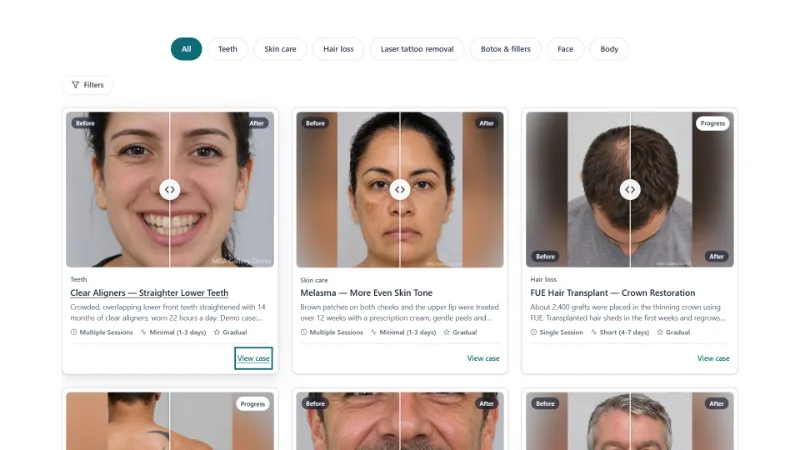 All
Teeth
Skin care
Hair loss
Laser tattoo removal
Botox & fillers
Face
Body
Filters
Before
After
MBA Gallery Demo
Teeth
Clear Aligners — Straighter Lower Teeth
Crowded, overlapping lower front teeth straightened with 14
months of clear aligners, worn 22 hours a day. Demo case:...
Multiple Sessions
Minimal (1-3 days)
Gradual
View case
Before
After
Skin care
Melasma — More Even Skin Tone
Brown patches on both cheeks and the upper lip were treated
over 12 weeks with a prescription cream, gentle peels and...
Multiple Sessions
Minimal (1-3 days)
Gradual
View case
Progress
Before
After
Hair loss
FUE Hair Transplant — Crown Restoration
About 2,400 grafts were placed in the thinning crown using
FUE. Transplanted hair sheds in the first weeks and regrows...
Single Session
Short (4-7 days)
Gradual
View case
Progress
Before
After
Before
After